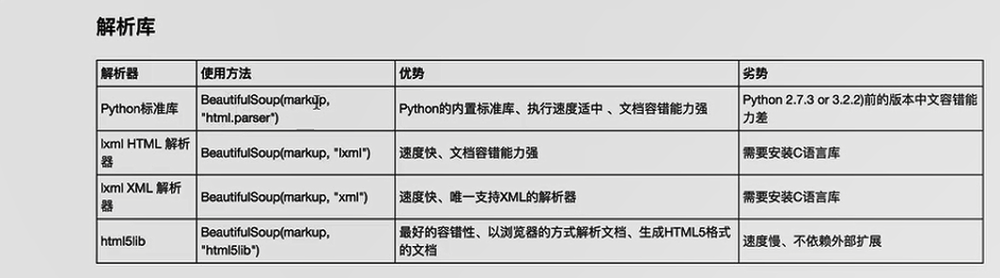 解析库
解析器 使用方法 优势 劣势
Python标准库 BeautifulSoup(markup, "html.parser") Python的内置标准库、执行速度适中 、文档容错能力强 Python 2.7.3 or 3.2.2)前的版本中文容错能力差
lxml HTML 解析器 BeautifulSoup(markup, "lxml") 速度快、文档容错能力强 需要安装C语言库
lxml XML 解析器 BeautifulSoup(markup, "xml") 速度快、唯一支持XML的解析器 需要安装C语言库
html5lib BeautifulSoup(markup, "html5lib") 最好的容错性、以浏览器的方式解析文档、生成HTML5格式的文档 速度慢、不依赖外部扩展